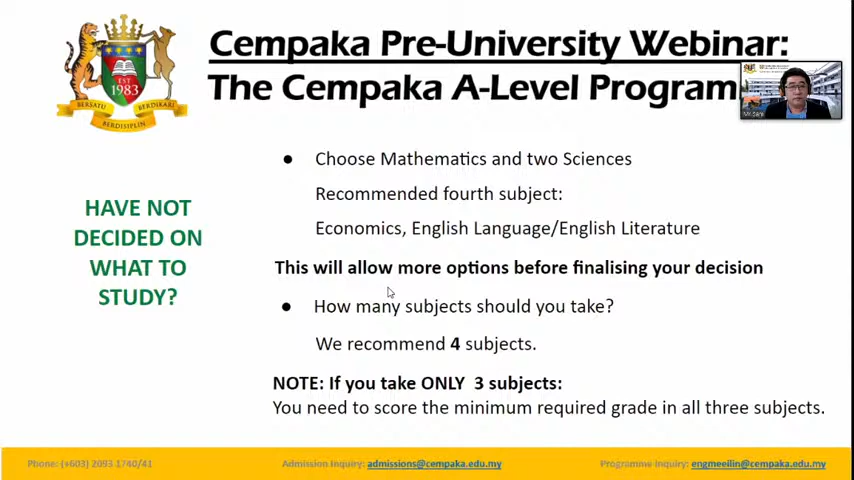 Cempaka Pre-University Webinar:
The Cempaka A-Level Program
EST
1983
BERSATU
BERDIKARI
BERDISIPLIN
HAVE NOT
DECIDED ON
WHAT TO
STUDY?
● Choose Mathematics and two Sciences
Recommended fourth subject:
Economics, English Language/English Literature
This will allow more options before finalising your decision
● How many subjects should you take?
We recommend 4 subjects.
NOTE: If you take ONLY 3 subjects:
You need to score the minimum required grade in all three subjects.
Phone: (+603) 2093 1740/41
Admission Inquiry: admissions@cempaka.edu.my
Programme Inquiry: engmeeilin@cempaka.edu.my